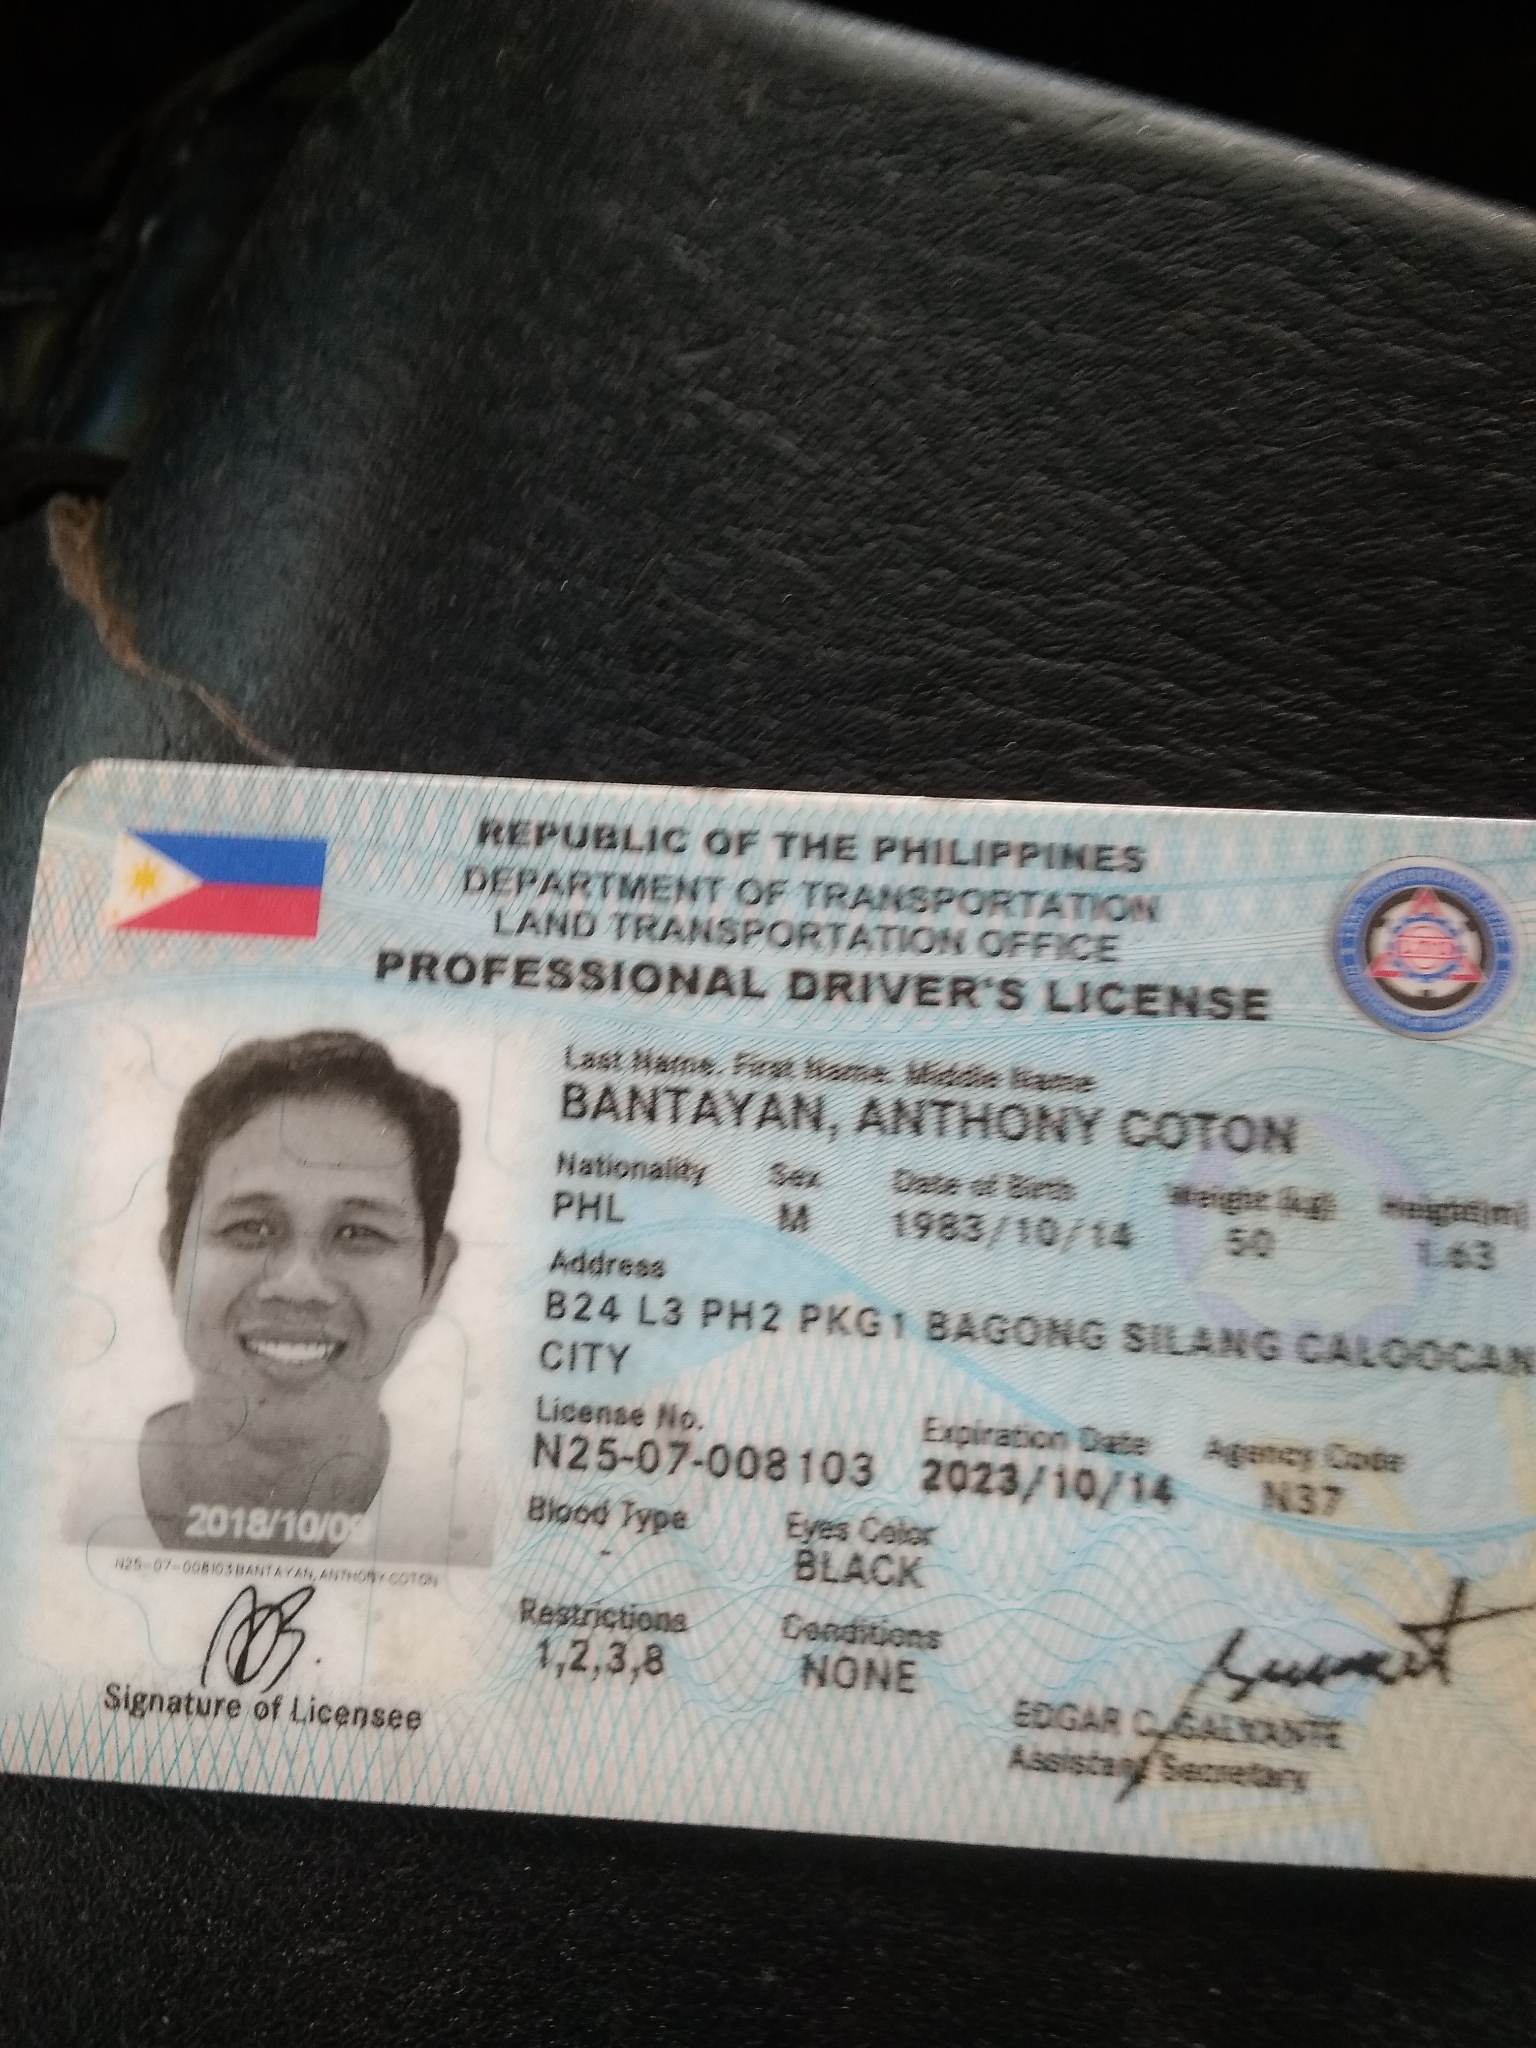 REPUBLIC OF THE PHILIPPINES
DEPARTMENT OF TRANSPORTATION
LAND TRANSPORTATION OFFICE
PROFESSIONAL DRIVER'S LICENSE
Last Name, First Name, Middle Name
BANTAYAN, ANTHONY COTON
Nationality Sex Date of Birth Weight (kg) Height(m)
PHL M 1983/10/14 50 1.63
Address
B24 L3 PH2 PKG1 BAGONG SILANG CALOOCAN
CITY
License No. Expiration Date Agency Code
N25-07-008103 2023/10/14 N37
Blood Type Eyes Color
- BLACK
Restrictions Conditions
1,2,3,8 NONE
2018/10/09
N25-07-008103BANTAYAN, ANTHONY COTON
Signature of Licensee
EDGAR C. GALVANTE
Assistant Secretary